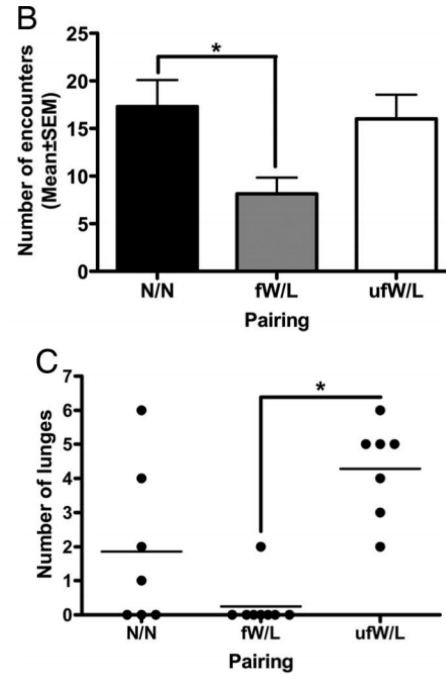 B
Number of encounters
(Mean±SEM)
25
20
15
10
5
0
*
N/N fW/L ufW/L
Pairing
C
Number of lunges
7
6
5
4
3
2
1
0
*
N/N fW/L ufW/L
Pairing